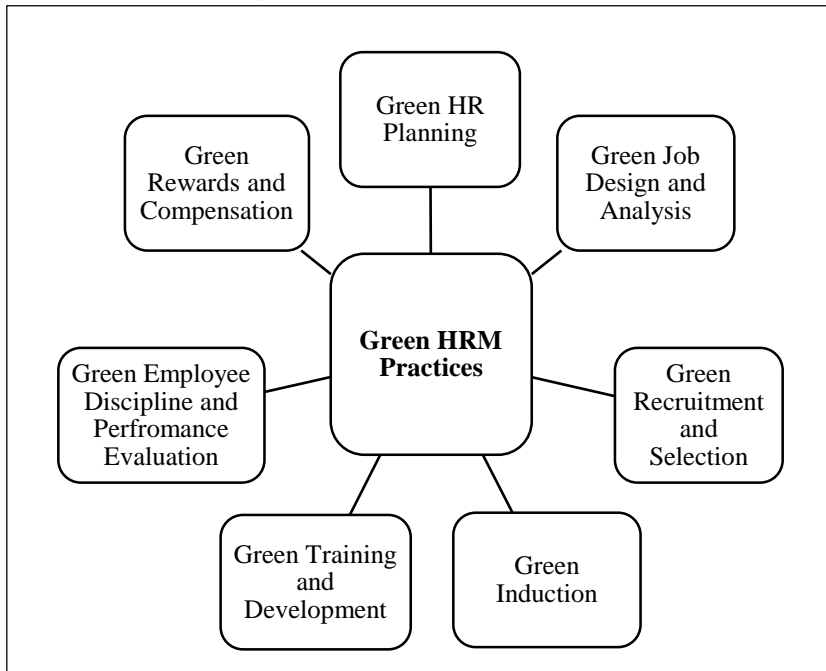 Green HR
Planning
Green Job
Design and
Analysis
Green
Recruitment
and
Selection
Green
Induction
Green Training
and
Development
Green Employee
Discipline and
Perfromance
Evaluation
Green
Rewards and
Compensation
Green HRM
Practices